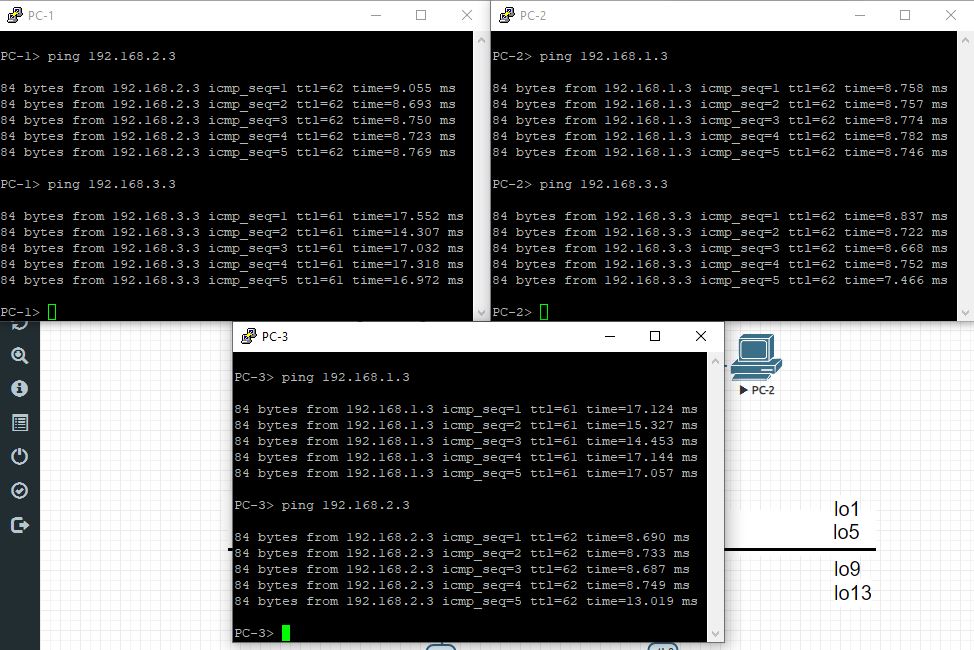 PC-1
PC-1> ping 192.168.2.3
84 bytes from 192.168.2.3 icmp_seq=1 ttl=62 time=9.055 ms
84 bytes from 192.168.2.3 icmp_seq=2 ttl=62 time=8.693 ms
84 bytes from 192.168.2.3 icmp_seq=3 ttl=62 time=8.750 ms
84 bytes from 192.168.2.3 icmp_seq=4 ttl=62 time=8.723 ms
84 bytes from 192.168.2.3 icmp_seq=5 ttl=62 time=8.769 ms
PC-1> ping 192.168.3.3
84 bytes from 192.168.3.3 icmp_seq=1 ttl=61 time=17.552 ms
84 bytes from 192.168.3.3 icmp_seq=2 ttl=61 time=14.307 ms
84 bytes from 192.168.3.3 icmp_seq=3 ttl=61 time=17.032 ms
84 bytes from 192.168.3.3 icmp_seq=4 ttl=61 time=17.318 ms
84 bytes from 192.168.3.3 icmp_seq=5 ttl=61 time=16.972 ms
PC-1>
PC-2
PC-2> ping 192.168.1.3
84 bytes from 192.168.1.3 icmp_seq=1 ttl=62 time=8.758 ms
84 bytes from 192.168.1.3 icmp_seq=2 ttl=62 time=8.757 ms
84 bytes from 192.168.1.3 icmp_seq=3 ttl=62 time=8.774 ms
84 bytes from 192.168.1.3 icmp_seq=4 ttl=62 time=8.782 ms
84 bytes from 192.168.1.3 icmp_seq=5 ttl=62 time=8.746 ms
PC-2> ping 192.168.3.3
84 bytes from 192.168.3.3 icmp_seq=1 ttl=62 time=8.837 ms
84 bytes from 192.168.3.3 icmp_seq=2 ttl=62 time=8.722 ms
84 bytes from 192.168.3.3 icmp_seq=3 ttl=62 time=8.668 ms
84 bytes from 192.168.3.3 icmp_seq=4 ttl=62 time=8.752 ms
84 bytes from 192.168.3.3 icmp_seq=5 ttl=62 time=7.466 ms
PC-2>
PC-3
PC-3> ping 192.168.1.3
84 bytes from 192.168.1.3 icmp_seq=1 ttl=61 time=17.124 ms
84 bytes from 192.168.1.3 icmp_seq=2 ttl=61 time=15.327 ms
84 bytes from 192.168.1.3 icmp_seq=3 ttl=61 time=14.453 ms
84 bytes from 192.168.1.3 icmp_seq=4 ttl=61 time=17.144 ms
84 bytes from 192.168.1.3 icmp_seq=5 ttl=61 time=17.057 ms
PC-3> ping 192.168.2.3
84 bytes from 192.168.2.3 icmp_seq=1 ttl=62 time=8.690 ms
84 bytes from 192.168.2.3 icmp_seq=2 ttl=62 time=8.733 ms
84 bytes from 192.168.2.3 icmp_seq=3 ttl=62 time=8.687 ms
84 bytes from 192.168.2.3 icmp_seq=4 ttl=62 time=8.749 ms
84 bytes from 192.168.2.3 icmp_seq=5 ttl=62 time=13.019 ms
PC-3>
PC-2
lo1
lo5
lo9
lo13